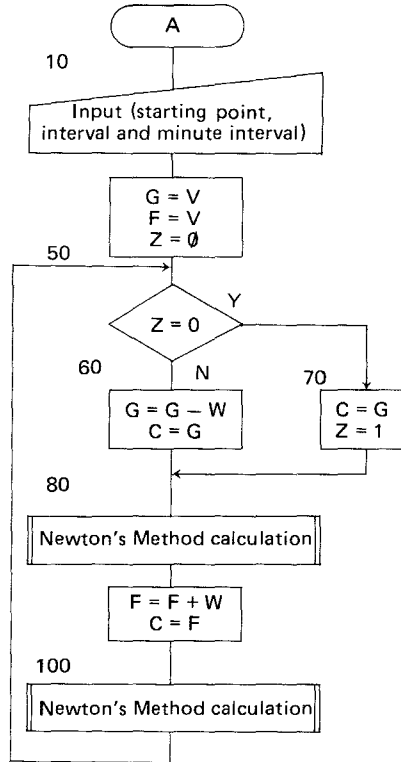 A
10
Input (starting point,
interval and minute interval)
G = V
F = V
Z = Ø
50
Y
Z = 0
60
N
70
G = G – W
C = G
C = G
Z = 1
80
Newton's Method calculation
F = F + W
C = F
100
Newton's Method calculation